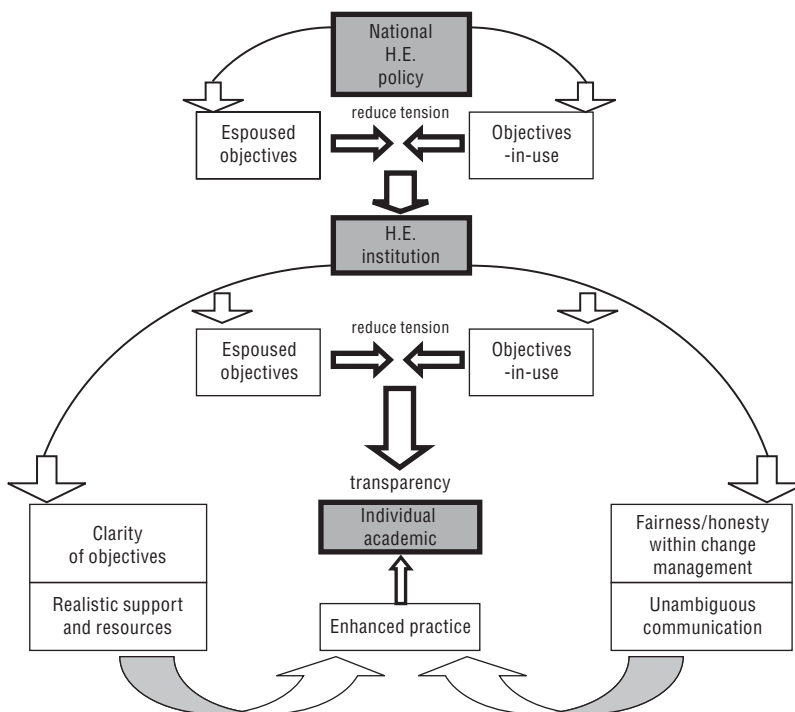 National
H.E.
policy
reduce tension
Espoused
objectives
Objectives
-in-use
H.E.
institution
reduce tension
Espoused
objectives
Objectives
-in-use
transparency
Individual
academic
Clarity
of objectives
Fairness/honesty
within change
management
Realistic support
and resources
Enhanced practice
Unambiguous
communication